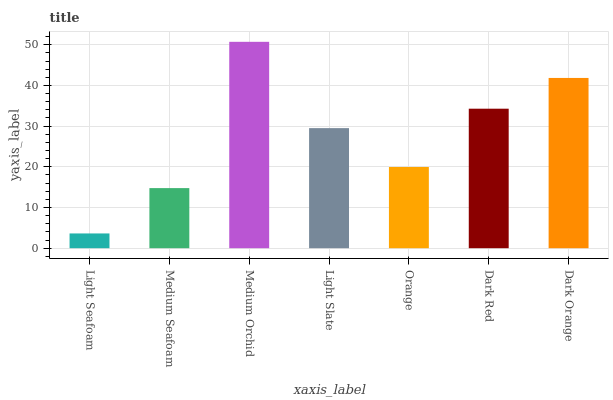 title
yaxis_label
50
40
30
20
10
0
Light Seafoam
Medium Seafoam
Medium Orchid
Light Slate
Orange
Dark Red
Dark Orange
xaxis_label